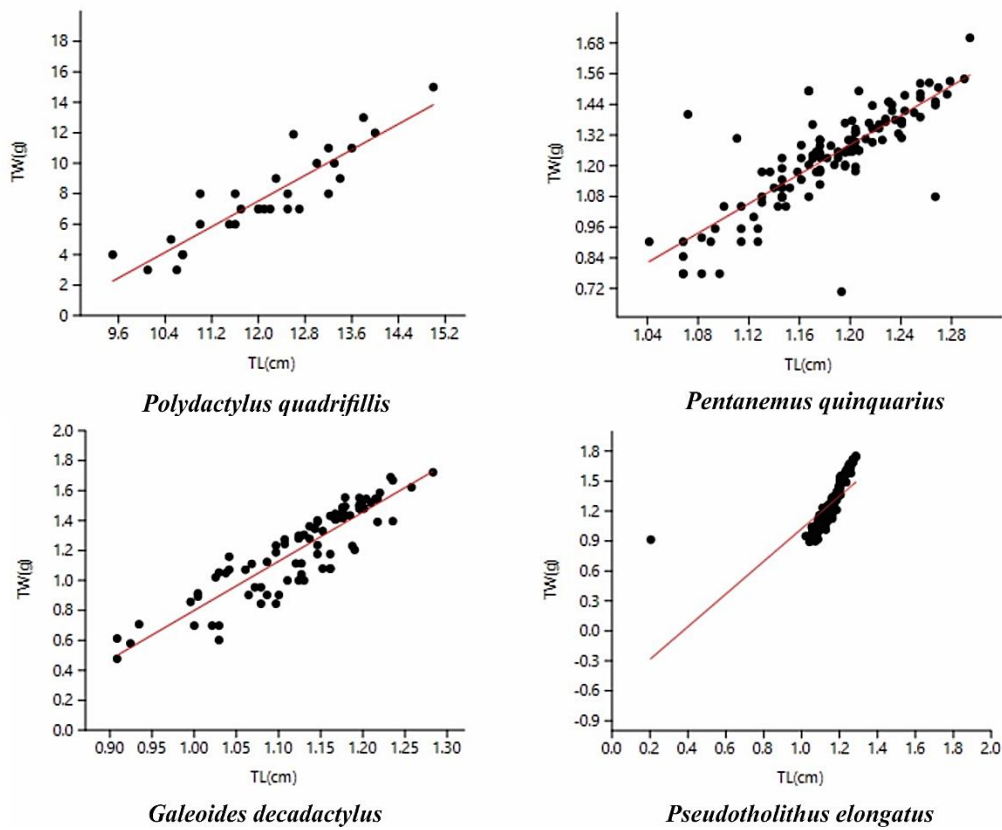 18
16
14
12
10
8
6
4
2
0
TW(g)
9.6 10.4 11.2 12.0 12.8 13.6 14.4 15.2
TL(cm)
Polydactylus quadrifillis
1.68
1.56
1.44
1.32
1.20
1.08
0.96
0.84
0.72
TW(g)
1.04 1.08 1.12 1.16 1.20 1.24 1.28
TL(cm)
Pentanemus quinquarius
2.0
1.8
1.6
1.4
1.2
1.0
0.8
0.6
0.4
0.2
0.0
TW(g)
0.90 0.95 1.00 1.05 1.10 1.15 1.20 1.25 1.30
TL(cm)
Galeoides decadactylus
1.8
1.5
1.2
0.9
0.6
0.3
0.0
-0.3
-0.6
-0.9
TW(g)
0.0 0.2 0.4 0.6 0.8 1.0 1.2 1.4 1.6 1.8 2.0
TL(cm)
Pseudotholithus elongatus